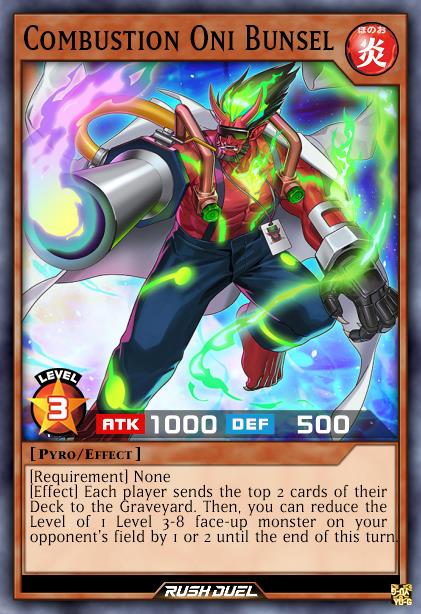 COMBUSTION ONI BUNSEL
ほのお
炎
LEVEL
3
ATK 1000 DEF 500
[PYRO/EFFECT]
[Requirement] None
[Effect] Each player sends the top 2 cards of their
Deck to the Graveyard. Then, you can reduce the
Level of 1 Level 3-8 face-up monster on your
opponent's field by 1 or 2 until the end of this turn.
RUSH DUEL